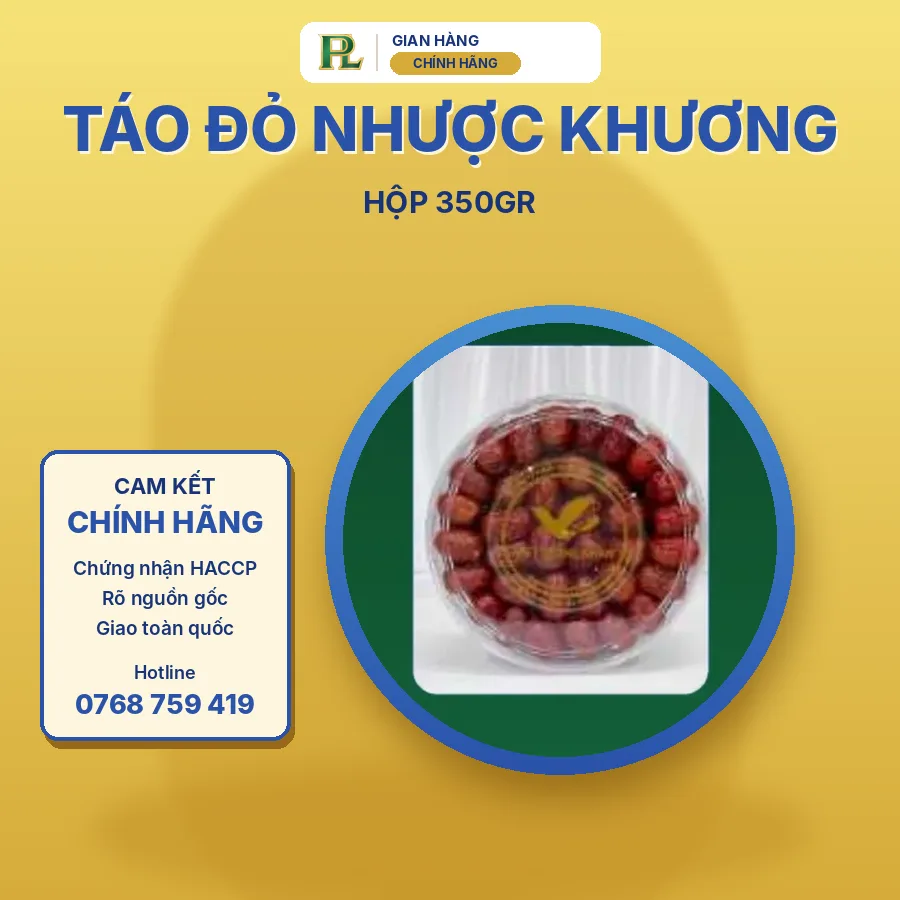 PL
GIAN HÀNG
CHÍNH HÃNG
TÁO ĐỎ NHƯỢC KHƯƠNG
HỘP 350GR
CAM KẾT
CHÍNH HÃNG
Chứng nhận HACCP
Rõ nguồn gốc
Giao toàn quốc
Hotline
0768 759 419